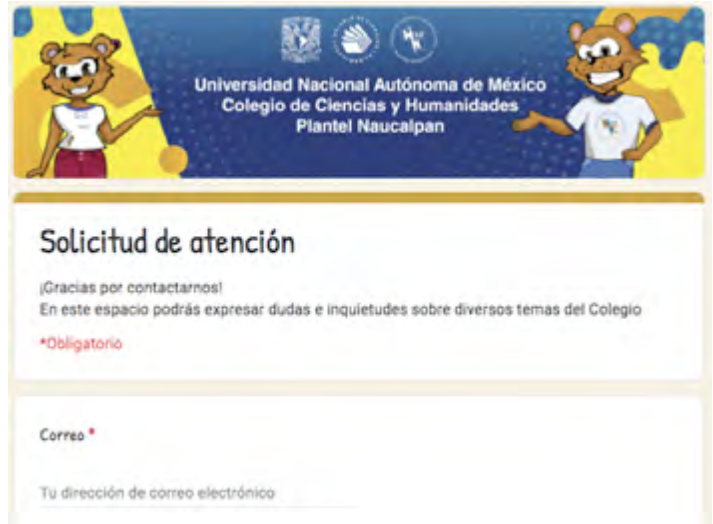 Universidad Nacional Autónoma de México
Colegio de Ciencias y Humanidades
Plantel Naucalpan
Solicitud de atención
¡Gracias por contactarnos!
En este espacio podrás expresar dudas e inquietudes sobre diversos temas del Colegio
*Obligatorio
Correo *
Tu dirección de correo electrónico